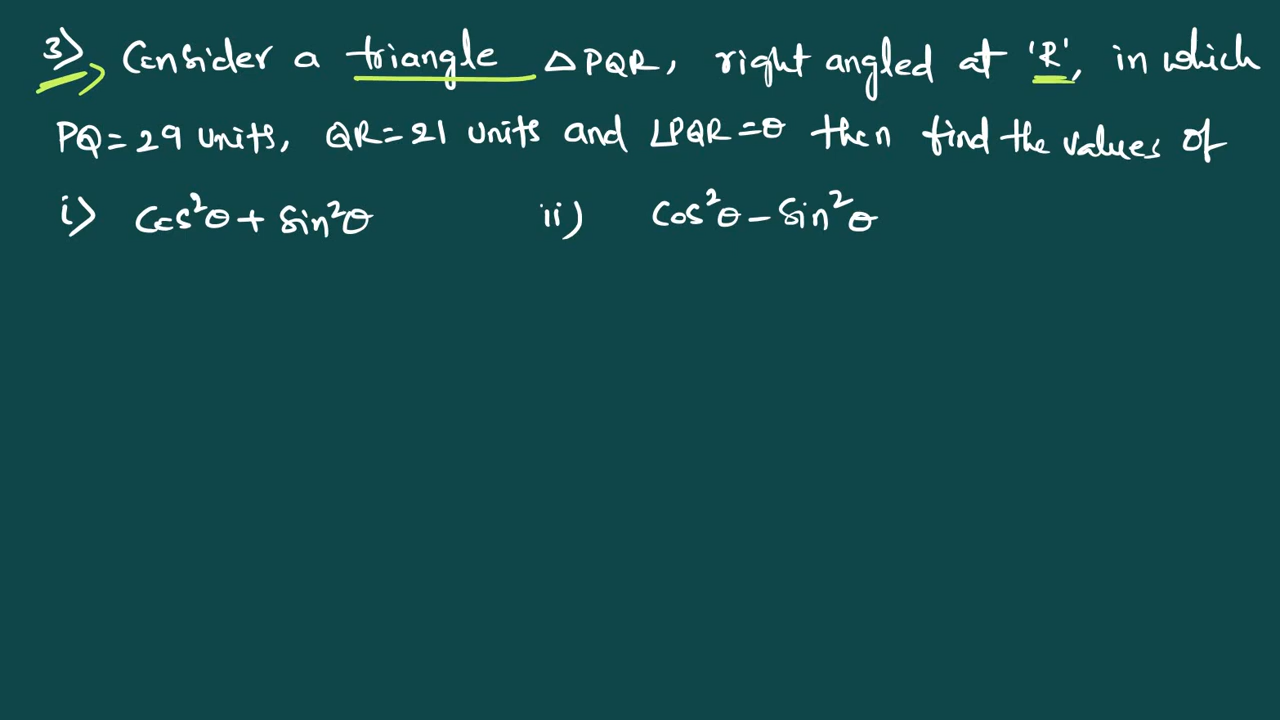 3) Consider a triangle △PQR, right angled at 'R', in which
PQ=29 units, QR=21 units and ∠PQR=θ then find the values of
i) Cos²θ+Sin²θ ii) Cos²θ-Sin²θ